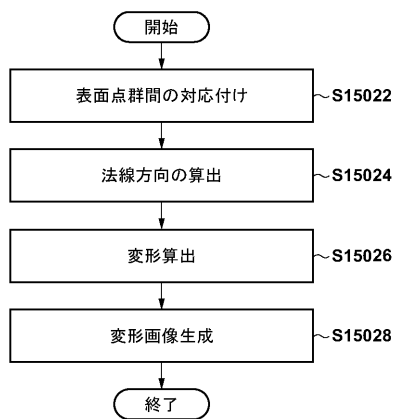 開始
表面点群間の対応付け
S15022
法線方向の算出
S15024
変形算出
S15026
変形画像生成
S15028
終了